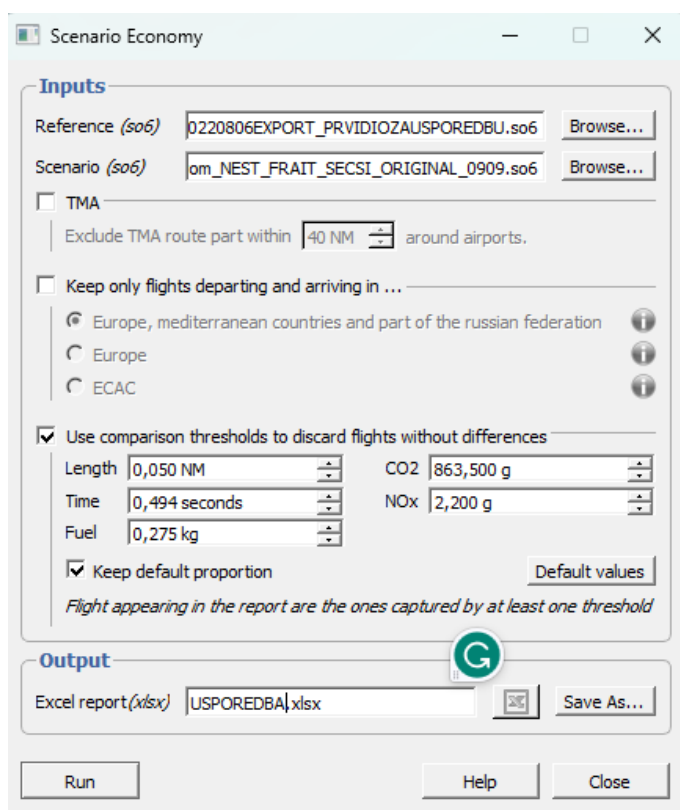 Scenario Economy
Inputs
Reference (so6) 0220806EXPORT_PRVIDIOZAUSPOREDBU.so6 Browse...
Scenario (so6) om_NEST_FRAIT_SECSI_ORIGINAL_0909.so6 Browse...
TMA
Exclude TMA route part within 40 NM around airports.
Keep only flights departing and arriving in ...
Europe, mediterranean countries and part of the russian federation
Europe
ECAC
Use comparison thresholds to discard flights without differences
Length 0,050 NM CO2 863,500 g
Time 0,494 seconds NOx 2,200 g
Fuel 0,275 kg
Keep default proportion Default values
Flight appearing in the report are the ones captured by at least one threshold
Output
Excel report(xlsx) USPOREDBA.xlsx Save As...
Run Help Close